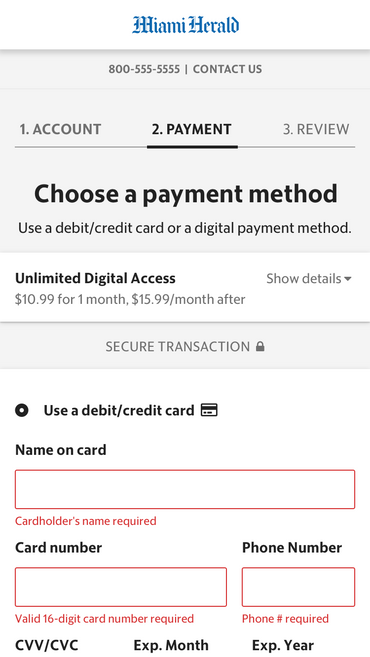 Miami Herald
800-555-5555 | CONTACT US
1. ACCOUNT 2. PAYMENT 3. REVIEW
Choose a payment method
Use a debit/credit card or a digital payment method.
Unlimited Digital Access Show details
$10.99 for 1 month, $15.99/month after
SECURE TRANSACTION
Use a debit/credit card
Name on card
Cardholder's name required
Card number Phone Number
Valid 16-digit card number required Phone # required
CVV/CVC Exp. Month Exp. Year